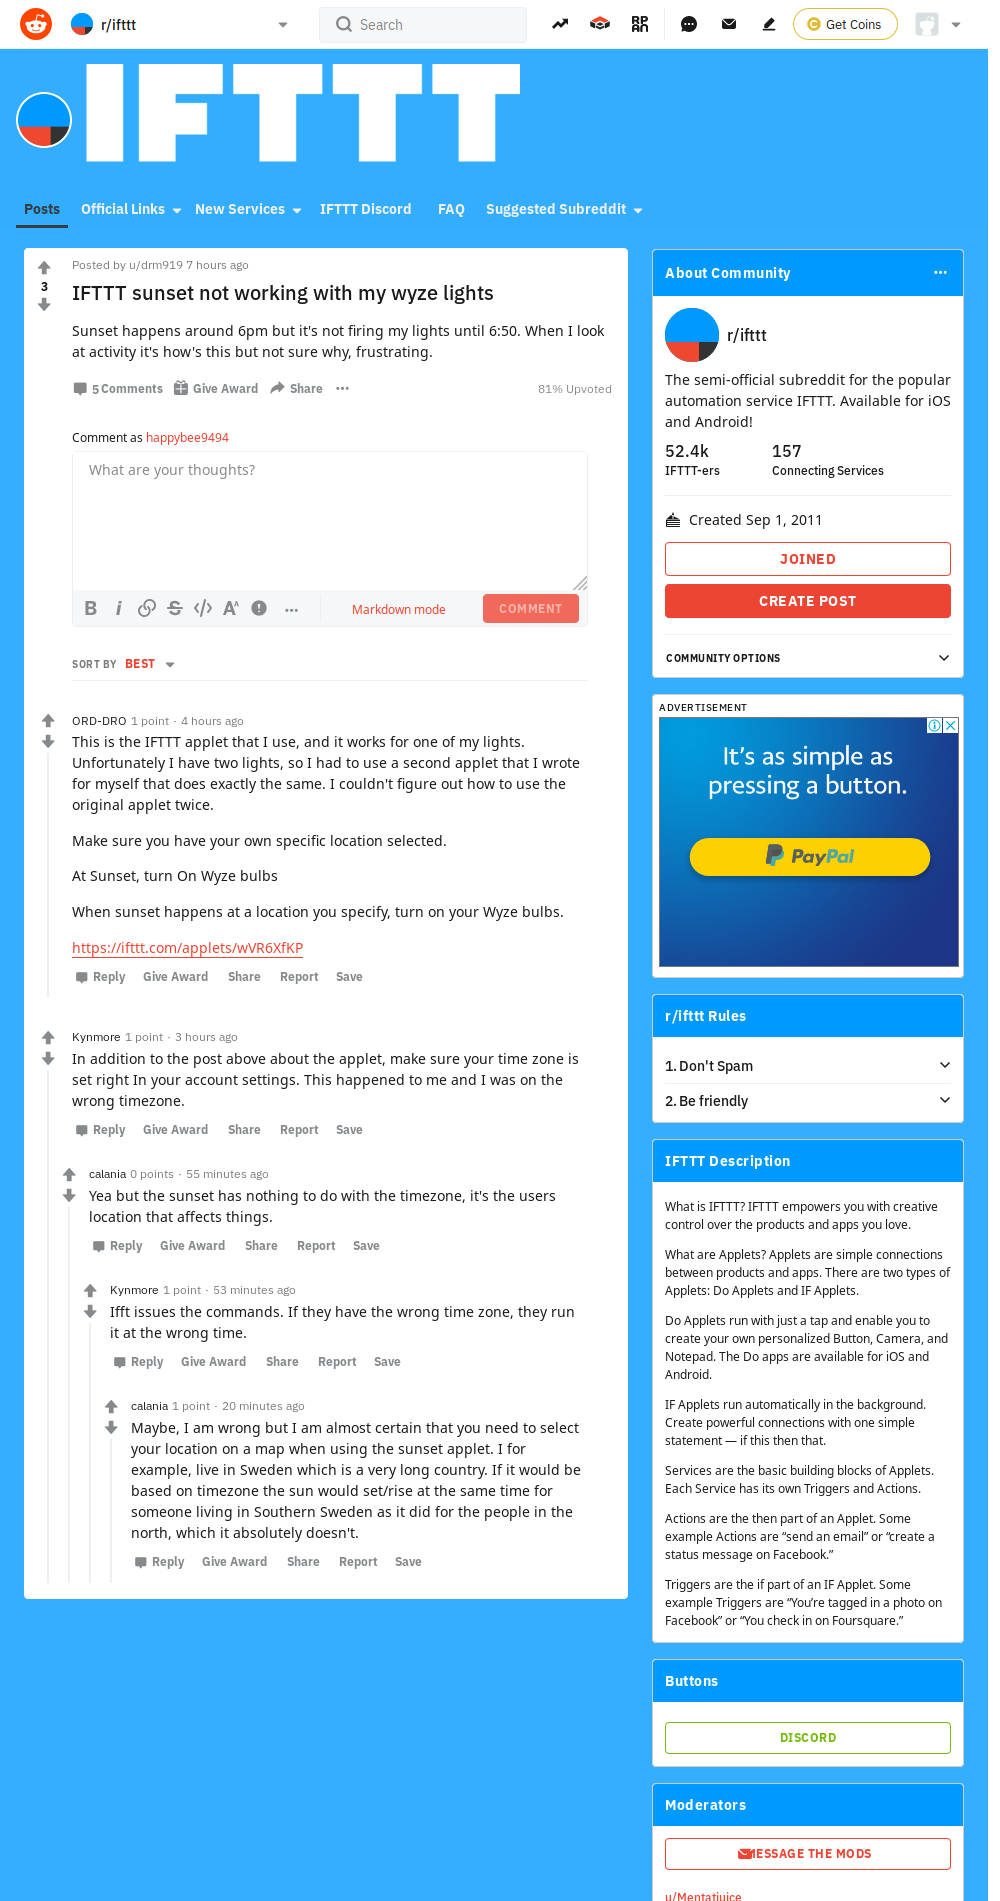 r/ifttt
Search
Get Coins
IFTTT
Posts
Official Links
New Services
IFTTT Discord
FAQ
Suggested Subreddit
Posted by u/drm919 7 hours ago
3
IFTTT sunset not working with my wyze lights
Sunset happens around 6pm but it's not firing my lights until 6:50. When I look
at activity it's how's this but not sure why, frustrating.
5 Comments
Give Award
Share
81% Upvoted
Comment as happybee9494
What are your thoughts?
Markdown mode
COMMENT
SORT BY BEST
ORD-DRO 1 point · 4 hours ago
This is the IFTTT applet that I use, and it works for one of my lights.
Unfortunately I have two lights, so I had to use a second applet that I wrote
for myself that does exactly the same. I couldn't figure out how to use the
original applet twice.
Make sure you have your own specific location selected.
At Sunset, turn On Wyze bulbs
When sunset happens at a location you specify, turn on your Wyze bulbs.
https://ifttt.com/applets/wVR6XfKP
Reply Give Award Share Report Save
Kynmore 1 point · 3 hours ago
In addition to the post above about the applet, make sure your time zone is
set right In your account settings. This happened to me and I was on the
wrong timezone.
Reply Give Award Share Report Save
calania 0 points · 55 minutes ago
Yea but the sunset has nothing to do with the timezone, it's the users
location that affects things.
Reply Give Award Share Report Save
Kynmore 1 point · 53 minutes ago
Ifft issues the commands. If they have the wrong time zone, they run
it at the wrong time.
Reply Give Award Share Report Save
calania 1 point · 20 minutes ago
Maybe, I am wrong but I am almost certain that you need to select
your location on a map when using the sunset applet. I for
example, live in Sweden which is a very long country. If it would be
based on timezone the sun would set/rise at the same time for
someone living in Southern Sweden as it did for the people in the
north, which it absolutely doesn't.
Reply Give Award Share Report Save
About Community
r/ifttt
The semi-official subreddit for the popular
automation service IFTTT. Available for iOS
and Android!
52.4k
IFTTT-ers
157
Connecting Services
Created Sep 1, 2011
JOINED
CREATE POST
COMMUNITY OPTIONS
ADVERTISEMENT
It's as simple as
pressing a button.
PayPal
r/ifttt Rules
1. Don't Spam
2. Be friendly
IFTTT Description
What is IFTTT? IFTTT empowers you with creative
control over the products and apps you love.
What are Applets? Applets are simple connections
between products and apps. There are two types of
Applets: Do Applets and IF Applets.
Do Applets run with just a tap and enable you to
create your own personalized Button, Camera, and
Notepad. The Do apps are available for iOS and
Android.
IF Applets run automatically in the background.
Create powerful connections with one simple
statement — if this then that.
Services are the basic building blocks of Applets.
Each Service has its own Triggers and Actions.
Actions are the then part of an Applet. Some
example Actions are “send an email” or “create a
status message on Facebook.”
Triggers are the if part of an IF Applet. Some
example Triggers are “You’re tagged in a photo on
Facebook” or “You check in on Foursquare.”
Buttons
DISCORD
Moderators
MESSAGE THE MODS
u/Mentatjuice